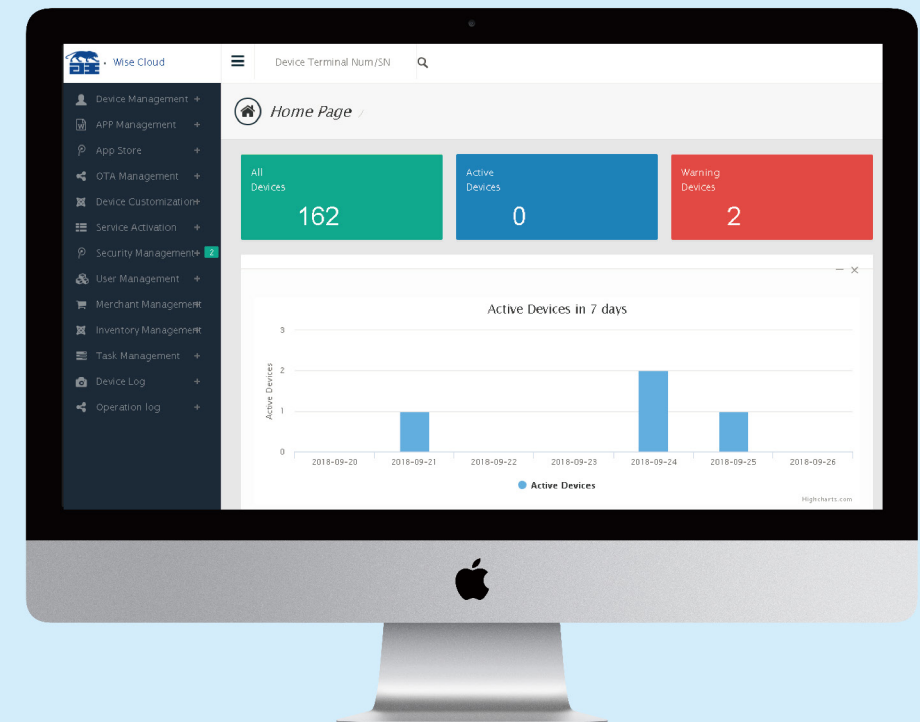 Wise Cloud
Device Terminal Num/SN
Device Management +
APP Management +
App Store +
OTA Management +
Device Customization+
Service Activation +
Security Management+ 2
User Management +
Merchant Management+
Inventory Management+
Task Management +
Device Log +
Operation log +
Home Page /
All
Devices
162
Active
Devices
0
Warning
Devices
2
Active Devices in 7 days
Active Devices
3
2
1
0
2018-09-20 2018-09-21 2018-09-22 2018-09-23 2018-09-24 2018-09-25 2018-09-26
Active Devices
Highcharts.com